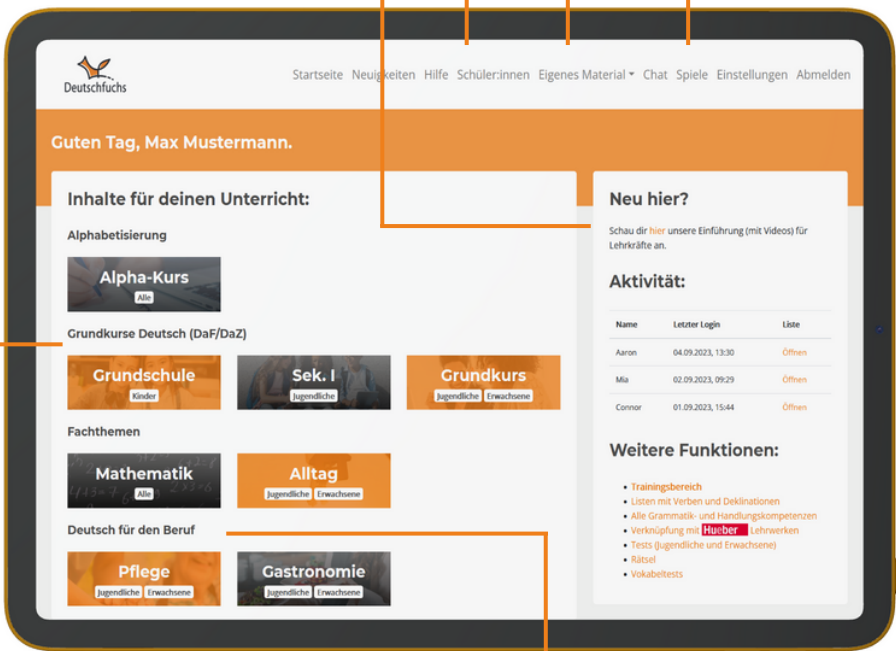 Deutschfuchs
Startseite Neuigkeiten Hilfe Schüler:innen Eigenes Material Chat Spiele Einstellungen Abmelden
Guten Tag, Max Mustermann.
Inhalte für deinen Unterricht:
Alphabetisierung
Alpha-Kurs
Alle
Grundkurse Deutsch (DaF/DaZ)
Grundschule
Kinder
Sek. I
Jugendliche
Grundkurs
Jugendliche Erwachsene
Fachthemen
Mathematik
Alle
Alltag
Jugendliche Erwachsene
Deutsch für den Beruf
Pflege
Jugendliche Erwachsene
Gastronomie
Jugendliche Erwachsene
Neu hier?
Schau dir hier unsere Einführung (mit Videos) für
Lehrkräfte an.
Aktivität:
Name Letzter Login Liste
Aaron 04.09.2023, 13:30 Öffnen
Mia 02.09.2023, 09:29 Öffnen
Connor 01.09.2023, 15:44 Öffnen
Weitere Funktionen:
Trainingsbereich
Listen mit Verben und Deklinationen
Alle Grammatik- und Handlungskompetenzen
Verknüpfung mit Hueber Lehrwerken
Tests (Jugendliche und Erwachsene)
Rätsel
Vokabeltests